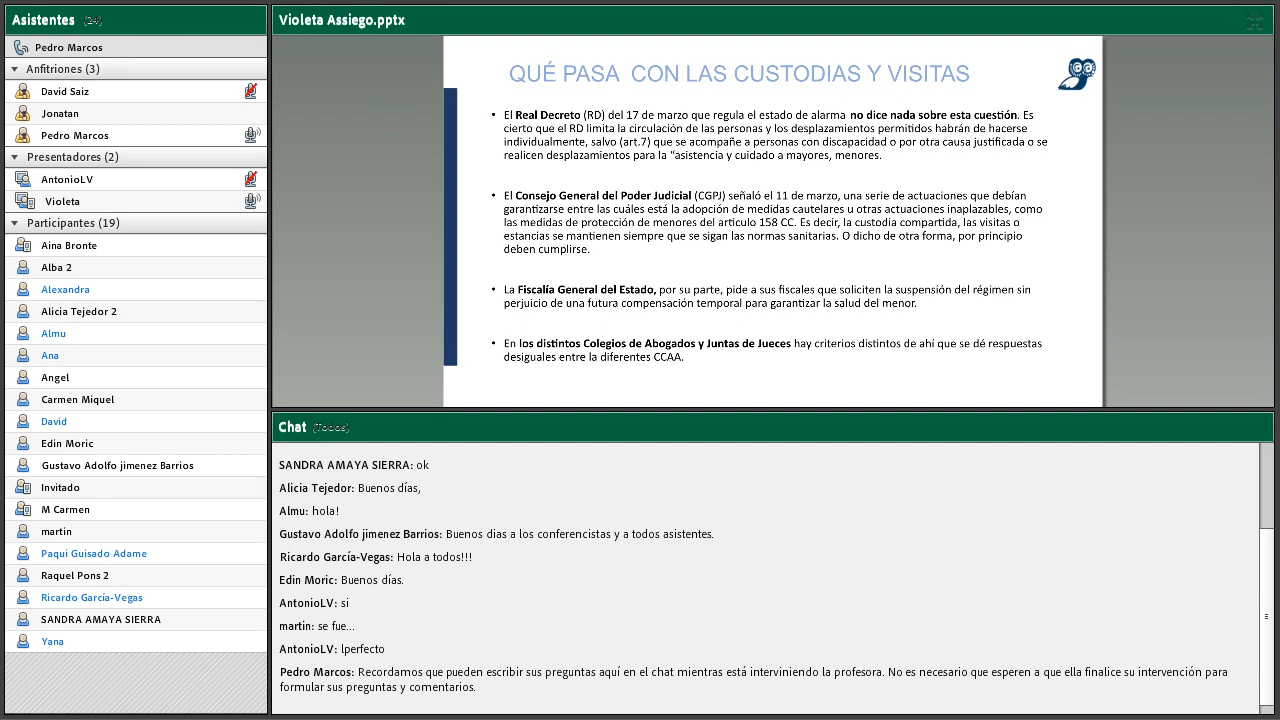 Asistentes (24)
Pedro Marcos
Anfitriones (3)
David Saiz
Jonatan
Pedro Marcos
Presentadores (2)
AntonioLV
Violeta
Participantes (19)
Aina Bronte
Alba 2
Alexandra
Alicia Tejedor 2
Almu
Ana
Angel
Carmen Miquel
David
Edin Moric
Gustavo Adolfo jimenez Barrios
Invitado
M Carmen
martin
Paqui Guisado Adame
Raquel Pons 2
Ricardo García-Vegas
SANDRA AMAYA SIERRA
Yana
Violeta Assiego.pptx
QUÉ PASA CON LAS CUSTODIAS Y VISITAS
• El Real Decreto (RD) del 17 de marzo que regula el estado de alarma no dice nada sobre esta cuestión. Es
cierto que el RD limita la circulación de las personas y los desplazamientos permitidos habrán de hacerse
individualmente, salvo (art.7) que se acompañe a personas con discapacidad o por otra causa justificada o se
realicen desplazamientos para la “asistencia y cuidado a mayores, menores.
• El Consejo General del Poder Judicial (CGPJ) señaló el 11 de marzo, una serie de actuaciones que debían
garantizarse entre las cuáles está la adopción de medidas cautelares u otras actuaciones inaplazables, como
las medidas de protección de menores del artículo 158 CC. Es decir, la custodia compartida, las visitas o
estancias se mantienen siempre que se sigan las normas sanitarias. O dicho de otra forma, por principio
deben cumplirse.
• La Fiscalía General del Estado, por su parte, pide a sus fiscales que soliciten la suspensión del régimen sin
perjuicio de una futura compensación temporal para garantizar la salud del menor.
• En los distintos Colegios de Abogados y Juntas de Jueces hay criterios distintos de ahí que se dé respuestas
desiguales entre la diferentes CCAA.
Chat (Todos)
SANDRA AMAYA SIERRA: ok
Alicia Tejedor: Buenos días,
Almu: hola!
Gustavo Adolfo jimenez Barrios: Buenos dias a los conferencistas y a todos asistentes.
Ricardo García-Vegas: Hola a todos!!!
Edin Moric: Buenos días.
AntonioLV: si
martin: se fue...
AntonioLV: lperfecto
Pedro Marcos: Recordamos que pueden escribir sus preguntas aquí en el chat mientras está interviniendo la profesora. No es necesario que esperen a que ella finalice su intervención para
formular sus preguntas y comentarios.